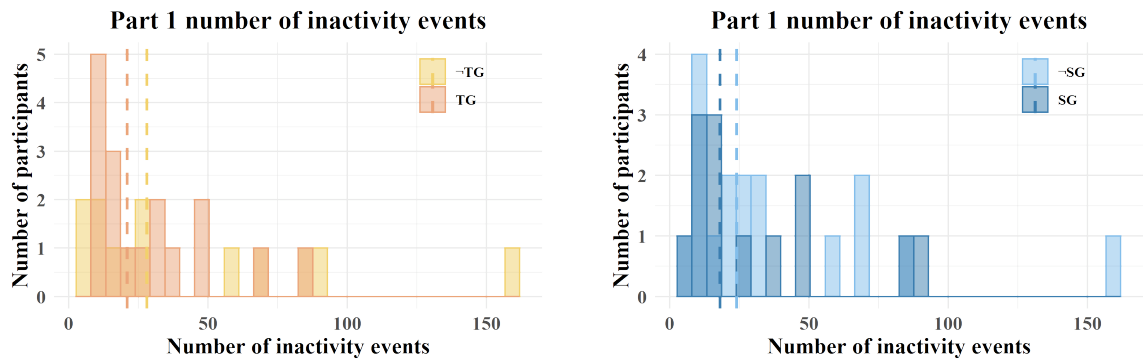 Part 1 number of inactivity events
Number of participants
5
4
3
2
1
0
0
50
100
150
Number of inactivity events
¬TG
TG
Part 1 number of inactivity events
Number of participants
4
3
2
1
0
0
50
100
150
Number of inactivity events
¬SG
SG